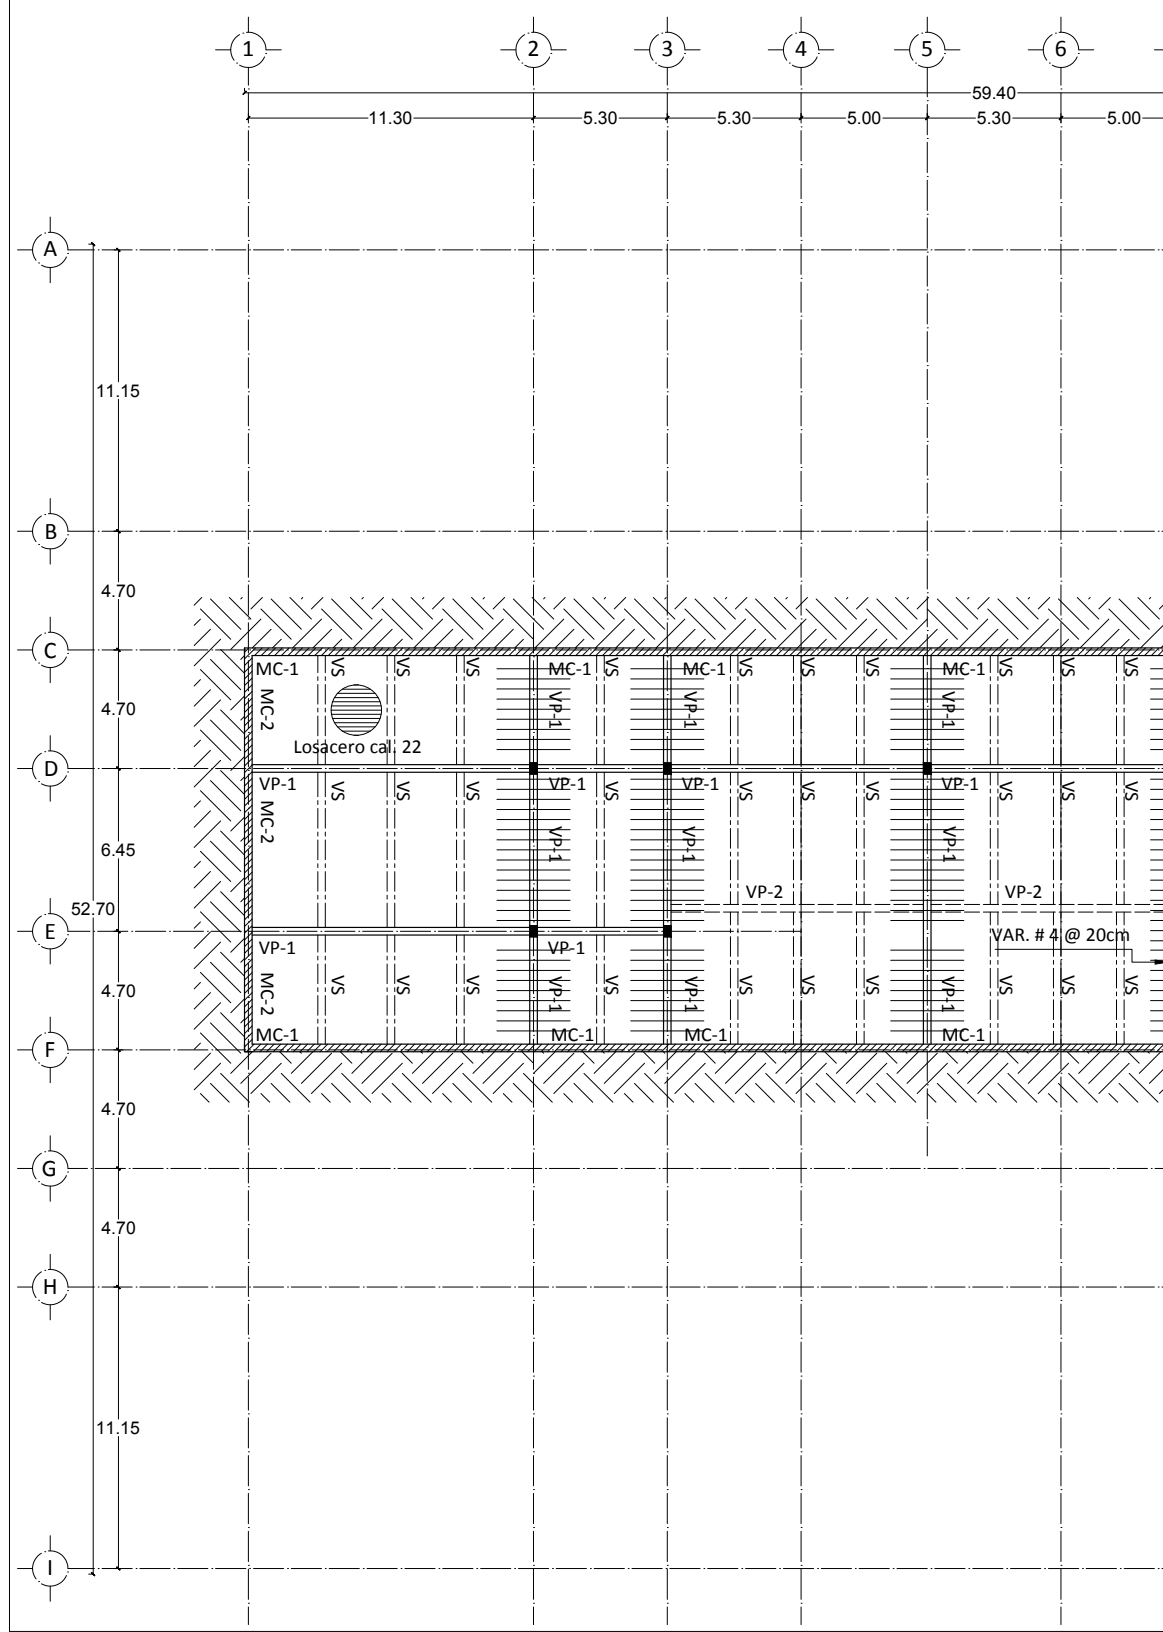 1 2 3 4 5 6
59.40
11.30 5.30 5.30 5.00 5.30 5.00
A
11.15
B
4.70
C
MC-1 VS VS VS MC-1 VS MC-1 VS VS MC-1 VS VS VS
MC-2 VP-1 VP-1 VP-1
4.70
Losacero cal. 22
D
VP-1 VS VS VS VP-1 VS VP-1 VS VS VP-1 VS VS VS
MC-2 VP-1 VP-1 VP-1
6.45
VP-2 VP-2
52.70
E
VAR. # 4 @ 20cm
VP-1 VP-1
4.70
MC-2 VS VS VS VP-1 VS VP-1 VS VS VP-1 VS VS VS
MC-1 MC-1 MC-1 MC-1
F
4.70
G
4.70
H
11.15
I